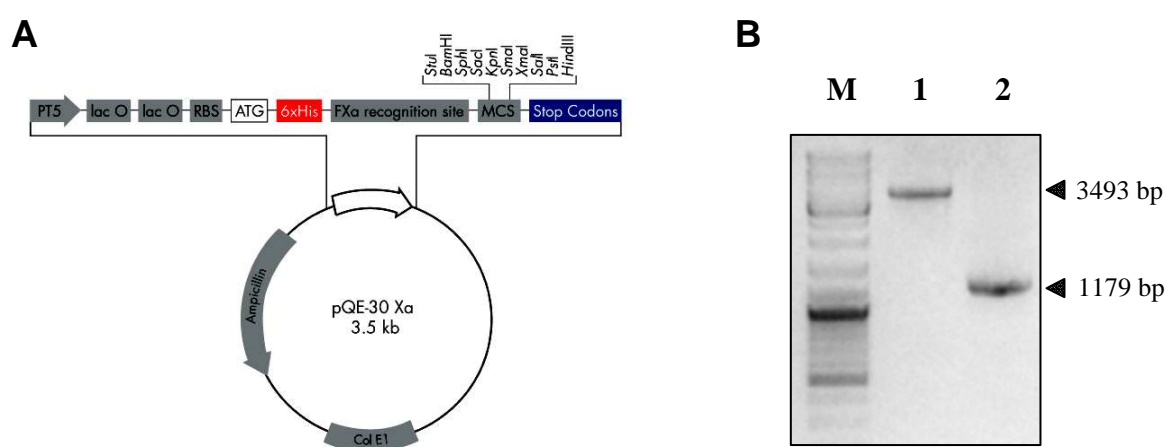 A
StuI
BamHI
SphI
SacI
KpnI
SmaI
XmaI
SalI
PstI
HindIII
PT5
lac O
lac O
RBS
ATG
6xHis
FXa recognition site
MCS
Stop Codons
Ampicillin
pQE-30 Xa
3.5 kb
Col E1
B
M 1 2
3493 bp
1179 bp